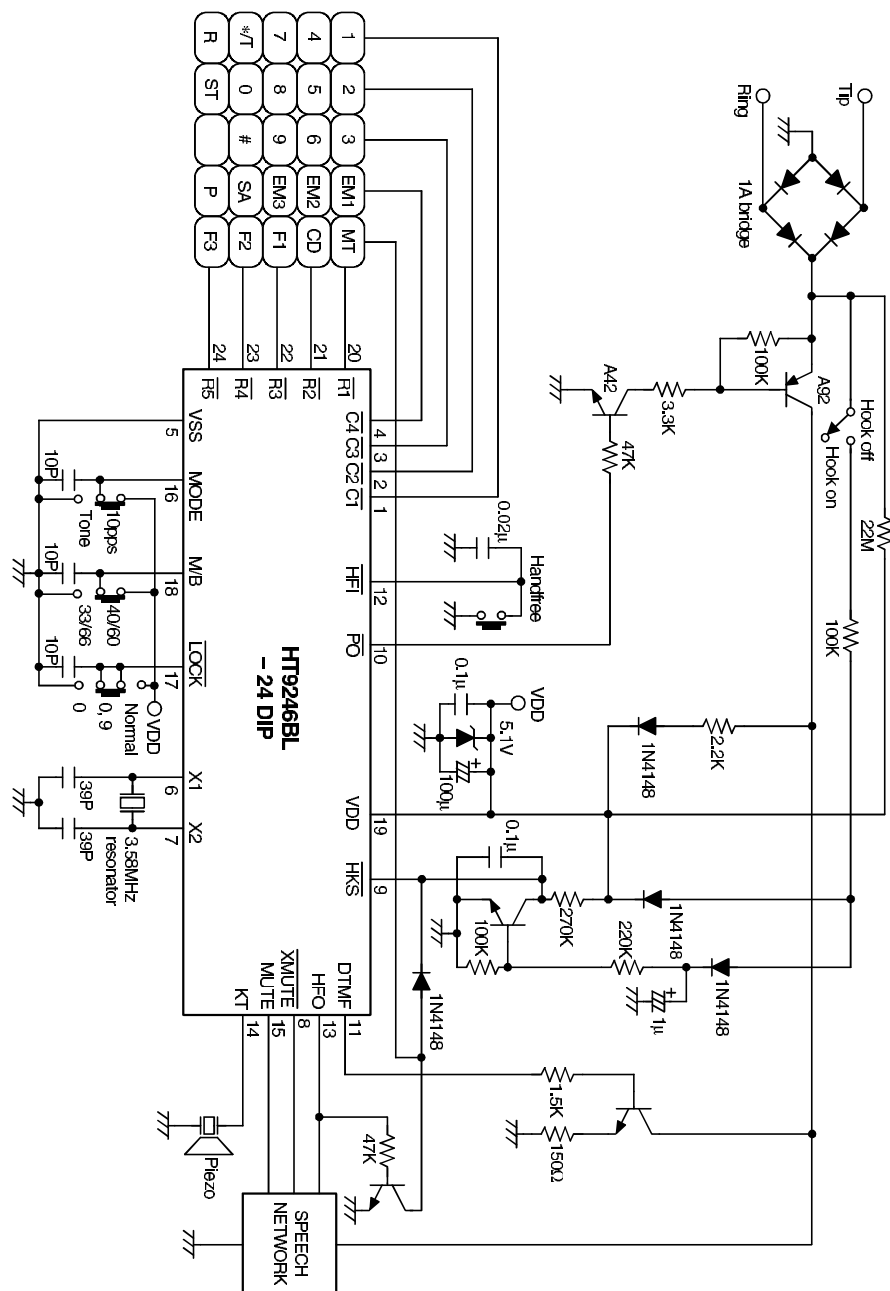 Tip
Ring
1A bridge
Hook off
Hook on
22M
A92
100K
100K
3.3K
A42
47K
2.2K
1N4148
1N4148
1N4148
220K
270K
100K
1µ
0.1µ
VDD
5.1V
0.1µ
100µ
Handfree
0.02µ
1N4148
1.5K
150Ω
47K
1 2 3 EM1 MT
4 5 6 EM2 CD
7 8 9 EM3 F1
*/T 0 # SA F2
R ST P F3
C4 C3 C2 C1 HFI PO VDD HKS
4 3 2 1 12 10 19 9
20 R1
21 R2
22 R3
23 R4
24 R5
HT9246BL
– 24 DIP
DTMF 11
HFO 13
XMUTE 8
MUTE 15
KT 14
VSS MODE M/B LOCK X1 X2
5 16 18 17 6 7
10P
10pps
Tone
10P
40/60
33/66
10P
Normal
0, 9
0
VDD
39P
39P
3.58MHz
resonator
Piezo
SPEECH
NETWORK